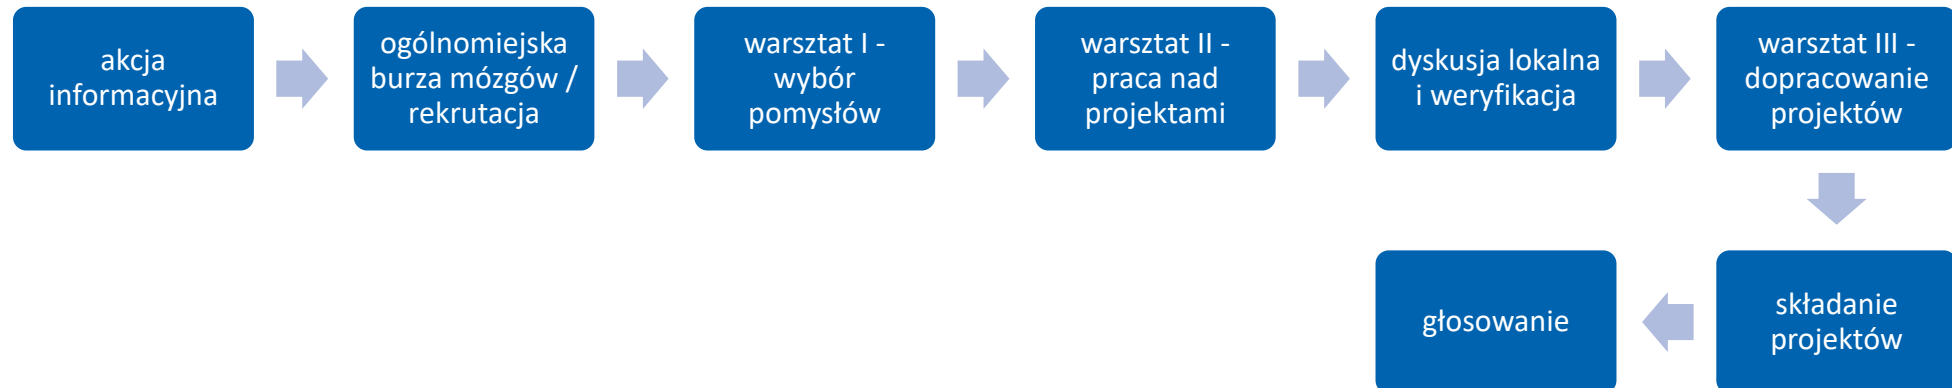 akcja
informacyjna
ogólnomiejska
burza mózgów /
rekrutacja
warsztat I -
wybór
pomysłów
warsztat II -
praca nad
projektami
dyskusja lokalna
i weryfikacja
warsztat III -
dopracowanie
projektów
składanie
projektów
głosowanie